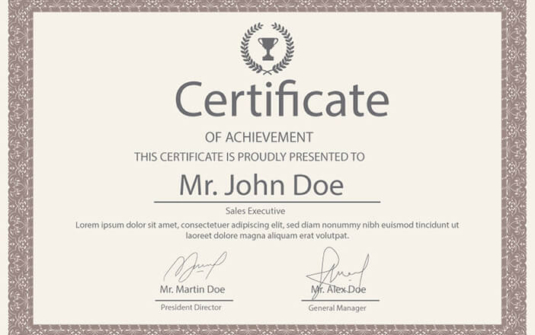 Certificate
OF ACHIEVEMENT
THIS CERTIFICATE IS PROUDLY PRESENTED TO
Mr. John Doe
Sales Executive
Lorem ipsum dolor sit amet, consectetuer adipiscing elit, sed diam nonummy nibh euismod tincidunt ut
laoreet dolore magna aliquam erat volutpat.
Mr. Martin Doe
Mr. Alex Doe
President Director
General Manager